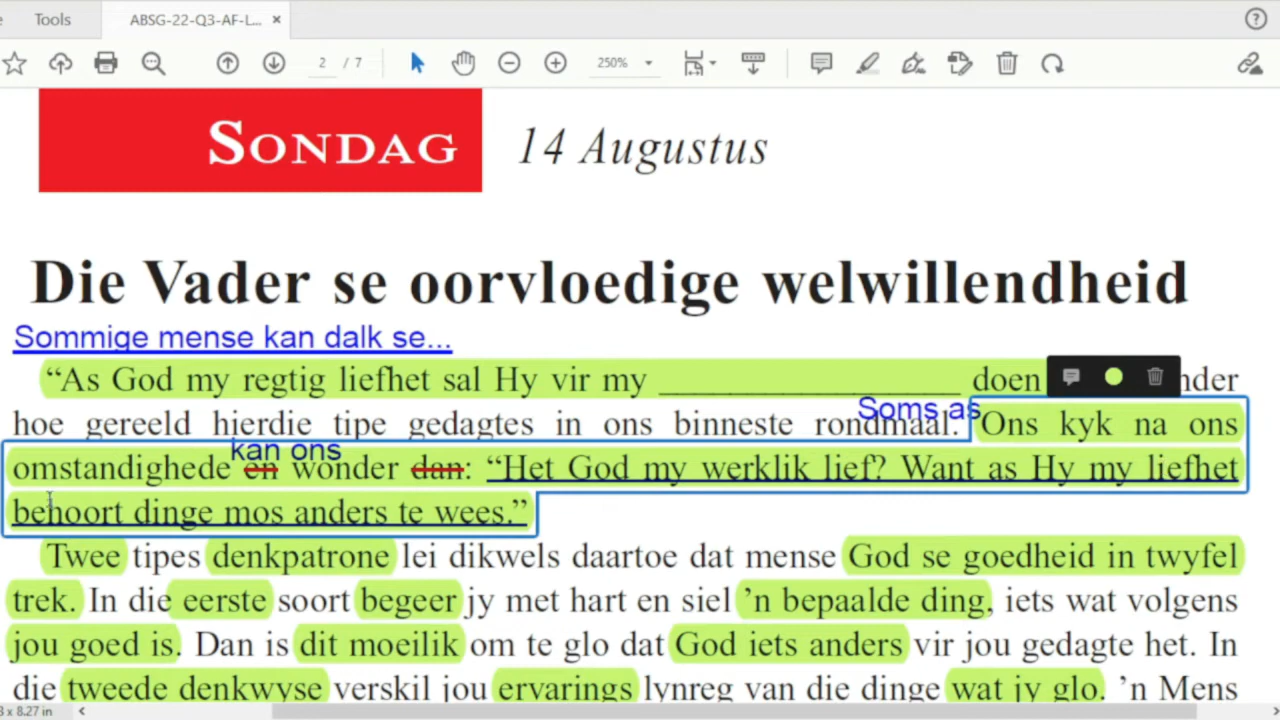 Tools
ABSG-22-Q3-AF-L... ×
2 / 7
250%
SONDAG
14 Augustus
Die Vader se oorvloedige welwillendheid
Sommige mense kan dalk se...
“As God my regtig liefhet sal Hy vir my ________________ doen nder
Soms as
hoe gereeld hierdie tipe gedagtes in ons binneste rondmaal. Ons kyk na ons
kan ons
omstandighede en wonder dan: “Het God my werklik lief? Want as Hy my liefhet
behoort dinge mos anders te wees.”
Twee tipes denkpatrone lei dikwels daartoe dat mense God se goedheid in twyfel
trek. In die eerste soort begeer jy met hart en siel ’n bepaalde ding, iets wat volgens
jou goed is. Dan is dit moeilik om te glo dat God iets anders vir jou gedagte het. In
die tweede denkwyse verskil jou ervarings lynreg van die dinge wat jy glo. ’n Mens
x 8.27 in